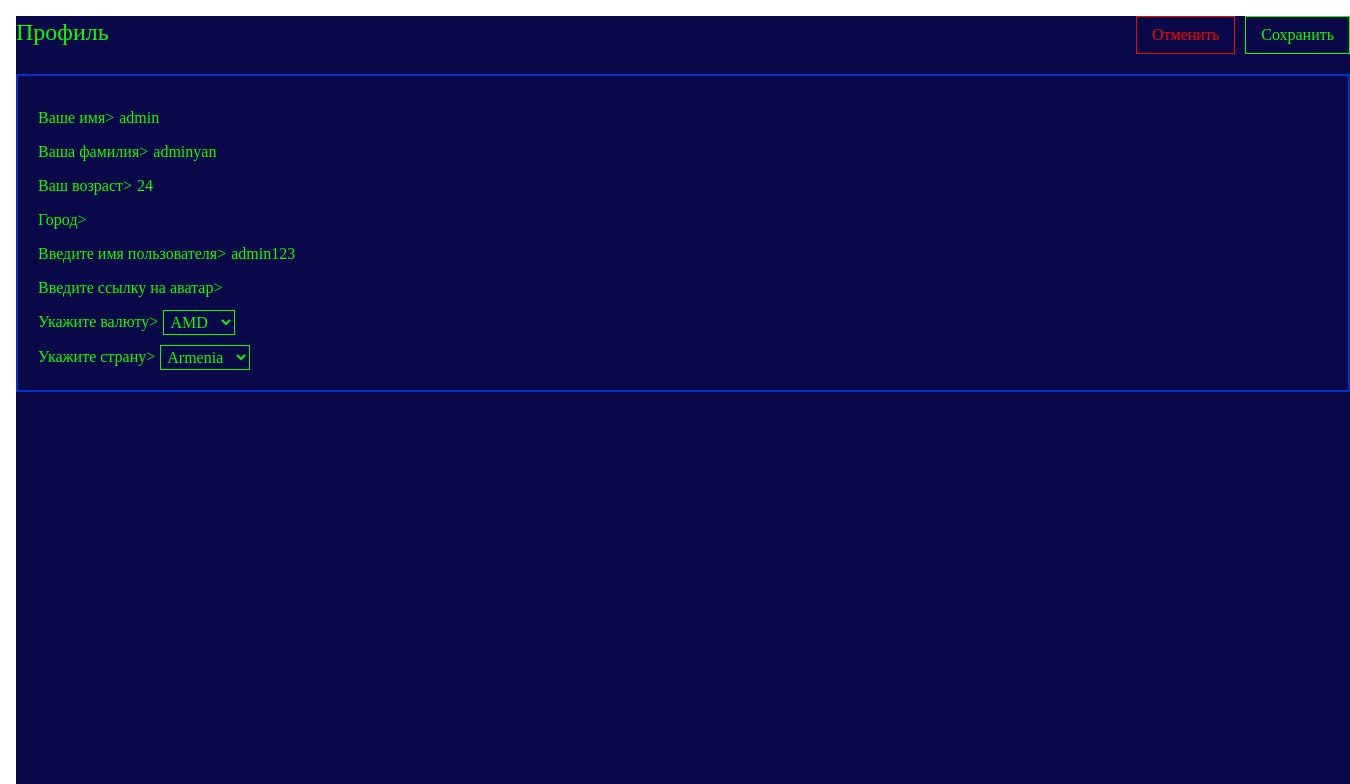 Профиль
Отменить
Сохранить
Ваше имя> admin
Ваша фамилия> adminyan
Ваш возраст> 24
Город>
Введите имя пользователя> admin123
Введите ссылку на аватар>
Укажите валюту> AMD
Укажите страну> Armenia